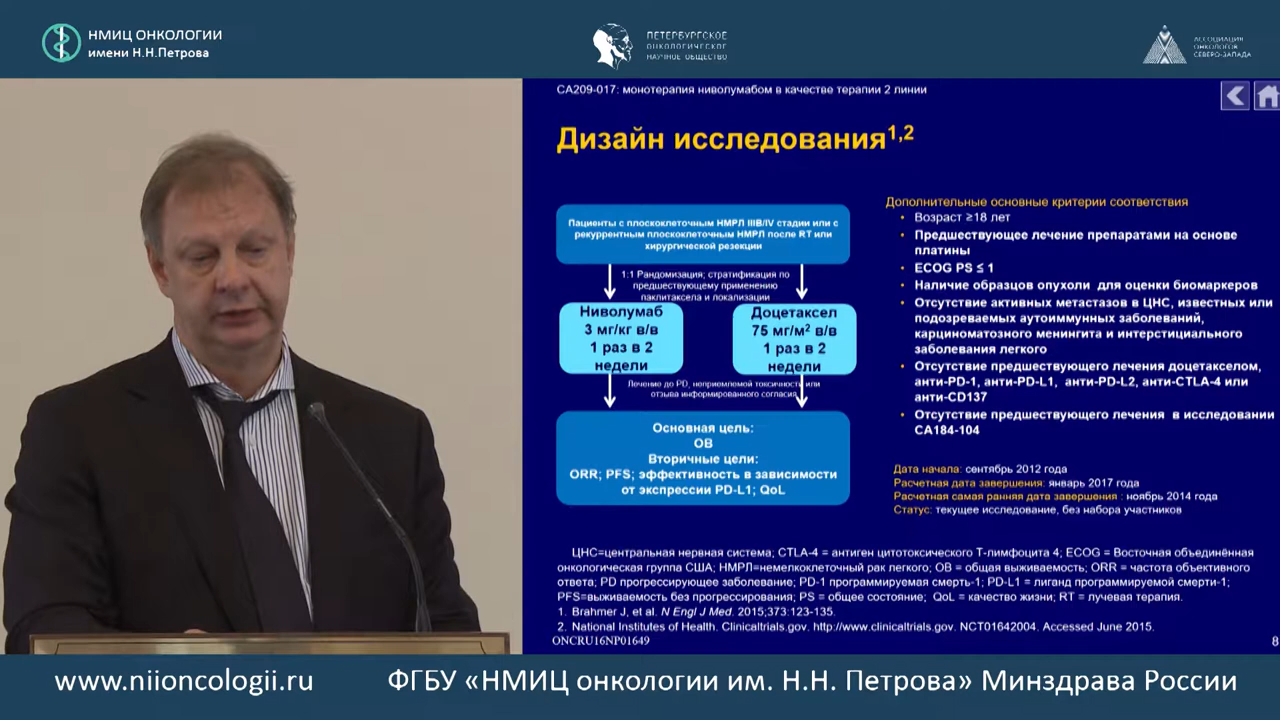 НМИЦ ОНКОЛОГИИ
имени Н.Н.Петрова
ПЕТЕРБУРГСКОЕ
ОНКОЛОГИЧЕСКОЕ
НАУЧНОЕ ОБЩЕСТВО
АССОЦИАЦИЯ
ОНКОЛОГОВ
СЕВЕРО-ЗАПАДА
СА209-017: монотерапия ниволумабом в качестве терапии 2 линии
Дизайн исследования1,2
Пациенты с плоскоклеточным НМРЛ IIIB/IV стадии или с
рекуррентным плоскоклеточным НМРЛ после RT или
хирургической резекции
1:1 Рандомизация; стратификация по
предшествующему применению
паклитаксела и локализации
Ниволумаб
3 мг/кг в/в
1 раз в 2
недели
Доцетаксел
75 мг/м2 в/в
1 раз в 2
недели
Лечение до PD, неприемлемой токсичности или
отзыва информированного согласия
Основная цель:
ОВ
Вторичные цели:
ORR; PFS; эффективность в зависимости
от экспрессии PD-L1; QoL
Дополнительные основные критерии соответствия
• Возраст ≥18 лет
• Предшествующее лечение препаратами на основе
платины
• ECOG PS ≤ 1
• Наличие образцов опухоли для оценки биомаркеров
• Отсутствие активных метастазов в ЦНС, известных или
подозреваемых аутоиммунных заболеваний,
карциноматозного менингита и интерстициального
заболевания легкого
• Отсутствие предшествующего лечения доцетакселом,
анти-PD-1, анти-PD-L1, анти-PD-L2, анти-CTLA-4 или
анти-CD137
• Отсутствие предшествующего лечения в исследовании
CA184-104
Дата начала: сентябрь 2012 года
Расчетная дата завершения: январь 2017 года
Расчетная самая ранняя дата завершения : ноябрь 2014 года
Статус: текущее исследование, без набора участников
ЦНС=центральная нервная система; CTLA-4 = антиген цитотоксического Т-лимфоцита 4; ECOG = Восточная объединённая
онкологическая группа США; НМРЛ=немелкоклеточный рак легкого; ОВ = общая выживаемость; ORR = частота объективного
ответа; PD прогрессирующее заболевание; PD-1 программируемая смерть-1; PD-L1 = лиганд программируемой смерти-1;
PFS=выживаемость без прогрессирования; PS = общее состояние; QoL = качество жизни; RT = лучевая терапия.
1. Brahmer J, et al. N Engl J Med. 2015;373:123-135.
2. National Institutes of Health. Clinicaltrials.gov. http://www.clinicaltrials.gov. NCT01642004. Accessed June 2015.
ONCRU16NP01649
8
www.niioncologii.ru
ФГБУ «НМИЦ онкологии им. Н.Н. Петрова» Минздрава России